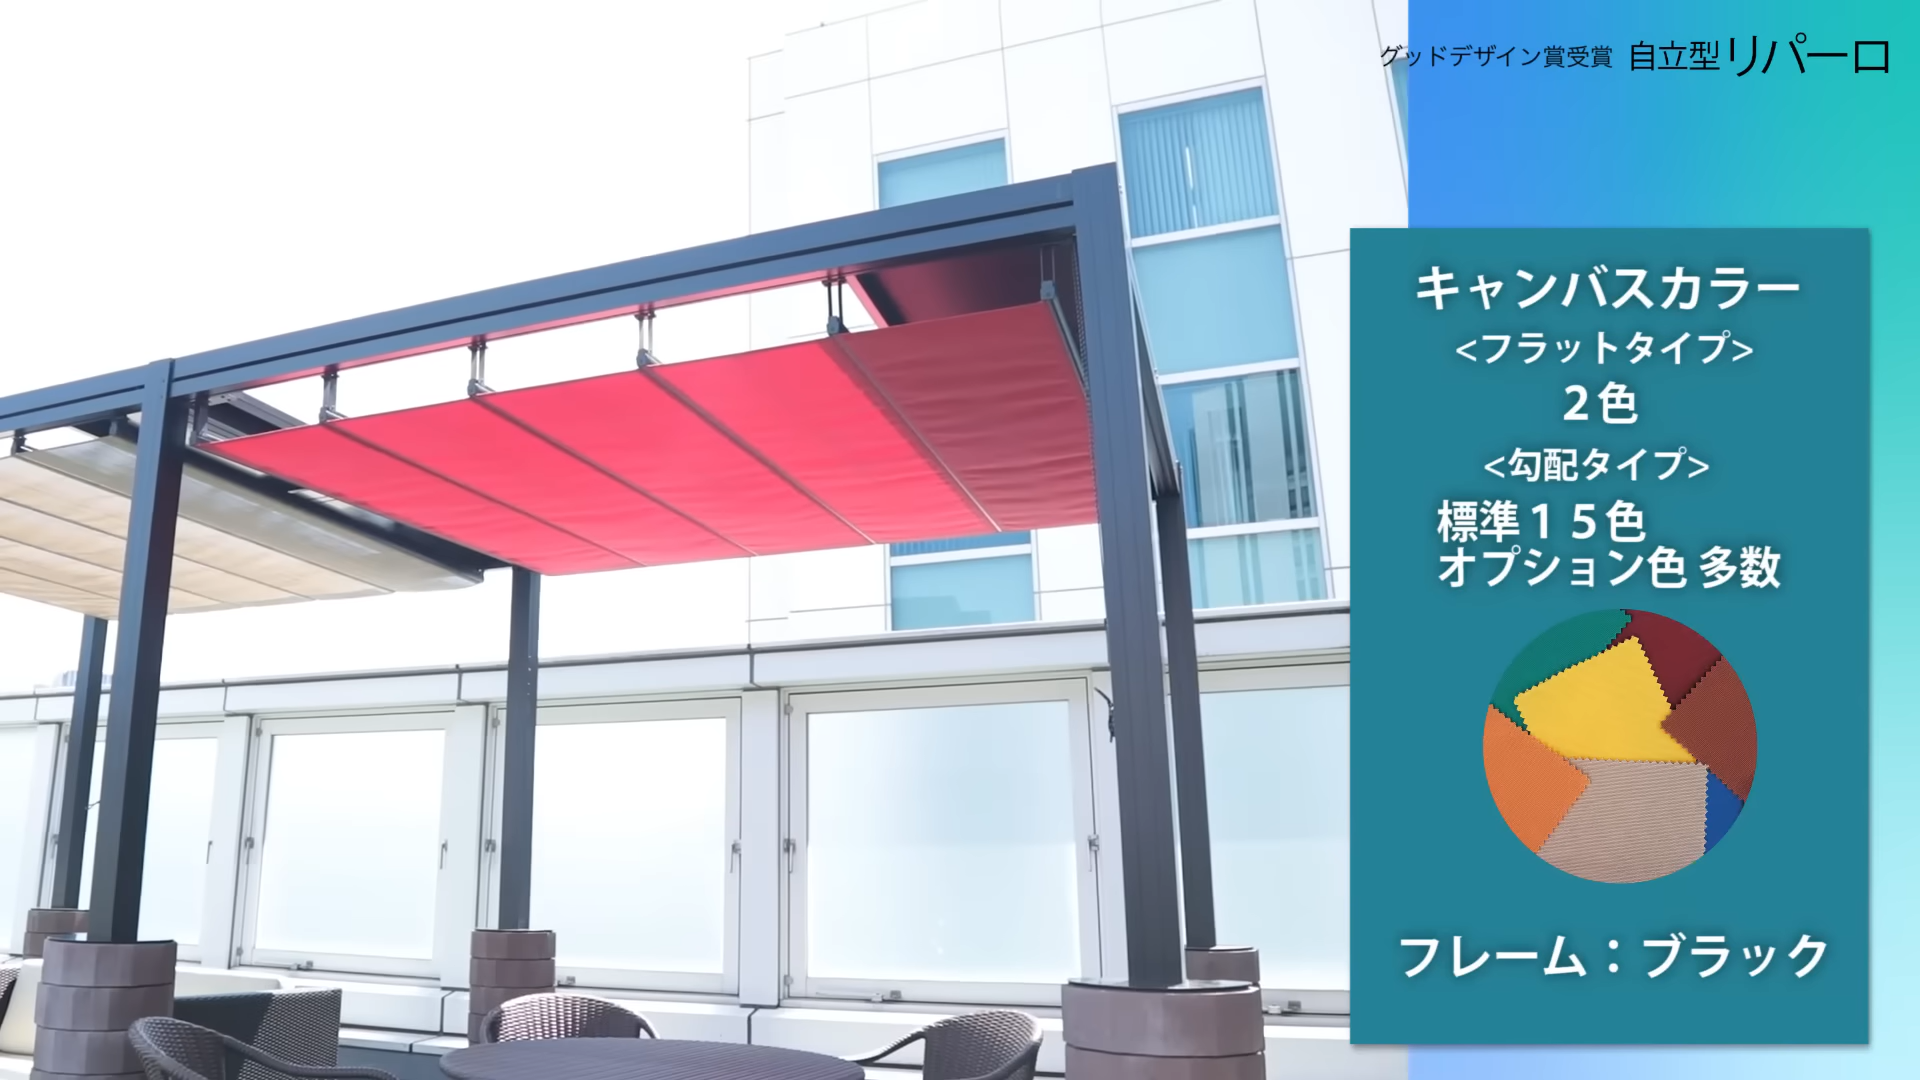 グッドデザイン賞受賞 自立型リパーロ
キャンバスカラー
<フラットタイプ>
２色
<勾配タイプ>
標準１５色
オプション色 多数
フレーム：ブラック